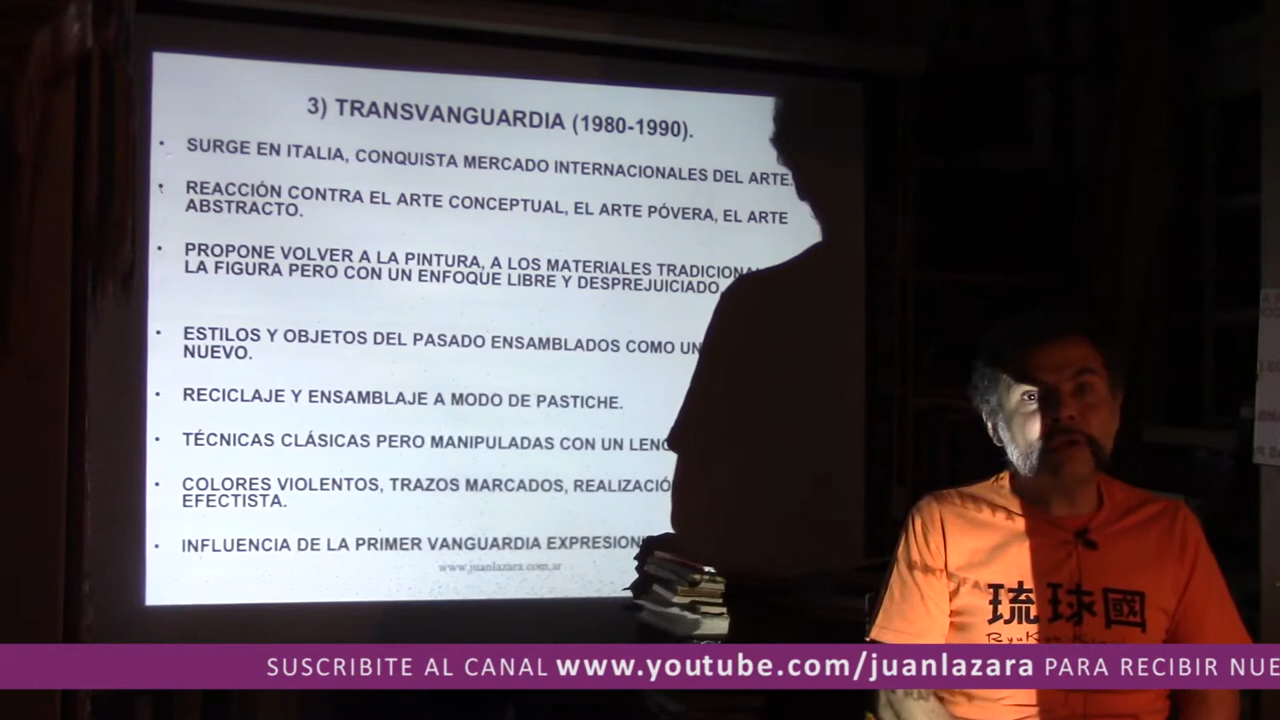 3) TRANSVANGUARDIA (1980-1990).
• SURGE EN ITALIA, CONQUISTA MERCADO INTERNACIONALES DEL ARTE.
• REACCIÓN CONTRA EL ARTE CONCEPTUAL, EL ARTE PÓVERA, EL ARTE
ABSTRACTO.
• PROPONE VOLVER A LA PINTURA, A LOS MATERIALES TRADICIONA
LA FIGURA PERO CON UN ENFOQUE LIBRE Y DESPREJUICIADO.
• ESTILOS Y OBJETOS DEL PASADO ENSAMBLADOS COMO UN
NUEVO.
• RECICLAJE Y ENSAMBLAJE A MODO DE PASTICHE.
• TÉCNICAS CLÁSICAS PERO MANIPULADAS CON UN LENG
• COLORES VIOLENTOS, TRAZOS MARCADOS, REALIZACIÓ
EFECTISTA.
• INFLUENCIA DE LA PRIMER VANGUARDIA EXPRESION
www.juanlazara.com.ar
琉球國
SUSCRIBITE AL CANAL www.youtube.com/juanlazara PARA RECIBIR NUE